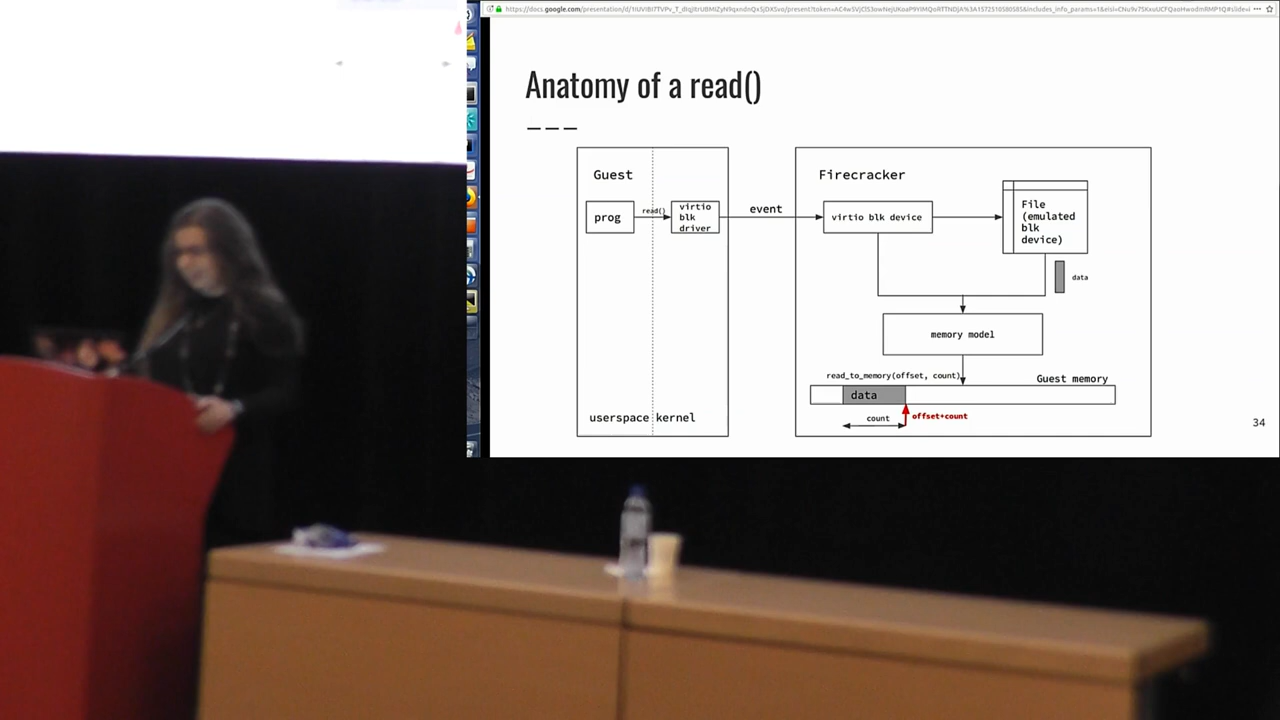 Anatomy of a read()
Guest
prog
read()
virtio
blk
driver
userspace
kernel
event
Firecracker
virtio blk device
File
(emulated
blk
device)
data
memory model
read_to_memory(offset, count)
Guest memory
data
count
offset+count
34